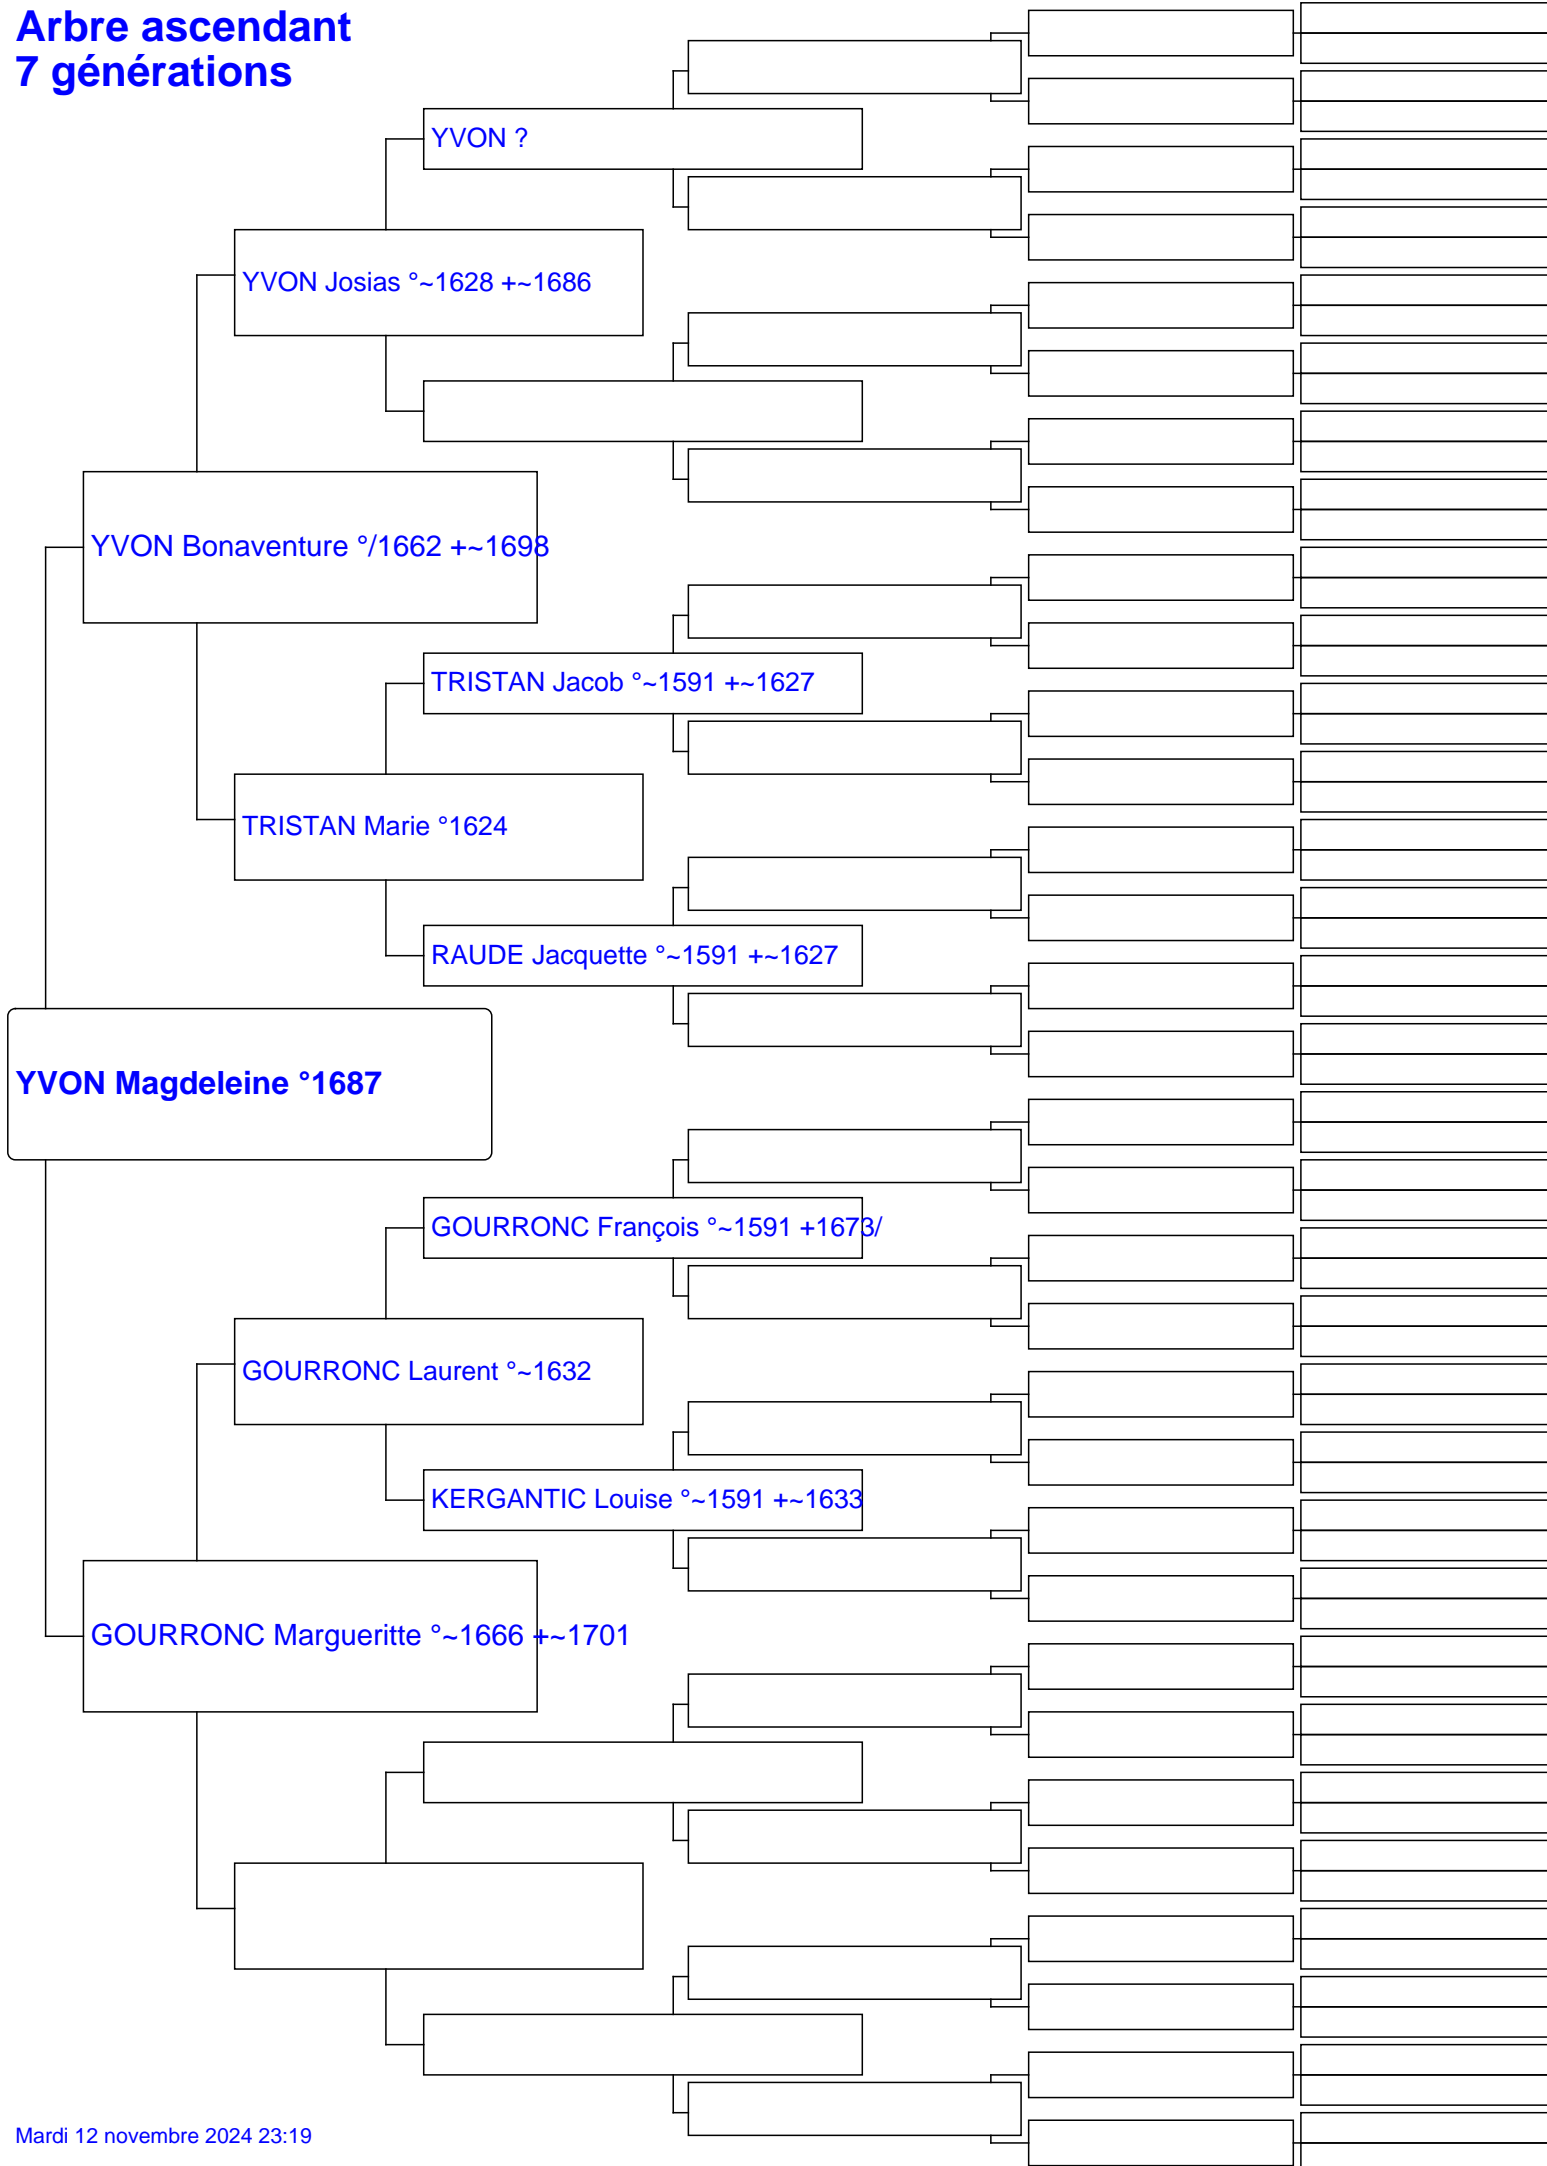 Arbre ascendant
7 générations
YVON ?
YVON Josias °~1628 +~1686
YVON Bonaventure °/1662 +~1698
TRISTAN Jacob °~1591 +~1627
TRISTAN Marie °1624
RAUDE Jacquette °~1591 +~1627
YVON Magdeleine °1687
GOURRONC François °~1591 +1673/
GOURRONC Laurent °~1632
KERGANTIC Louise °~1591 +~1633
GOURRONC Margueritte °~1666 +~1701
Mardi 12 novembre 2024 23:19